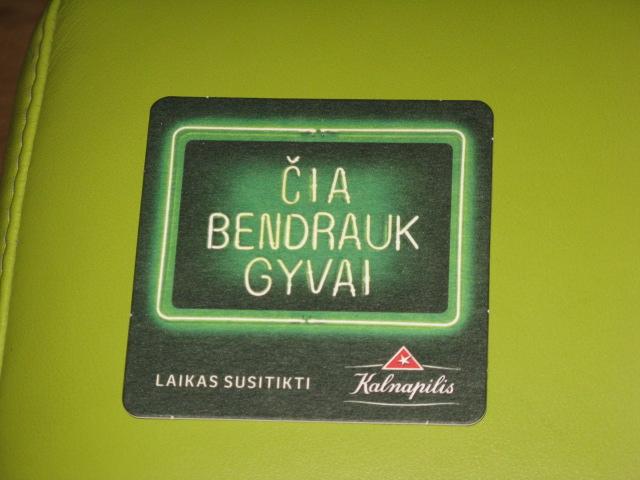 ČIA
BENDRAUK
GYVAI
LAIKAS SUSITIKTI
Kalnapilis